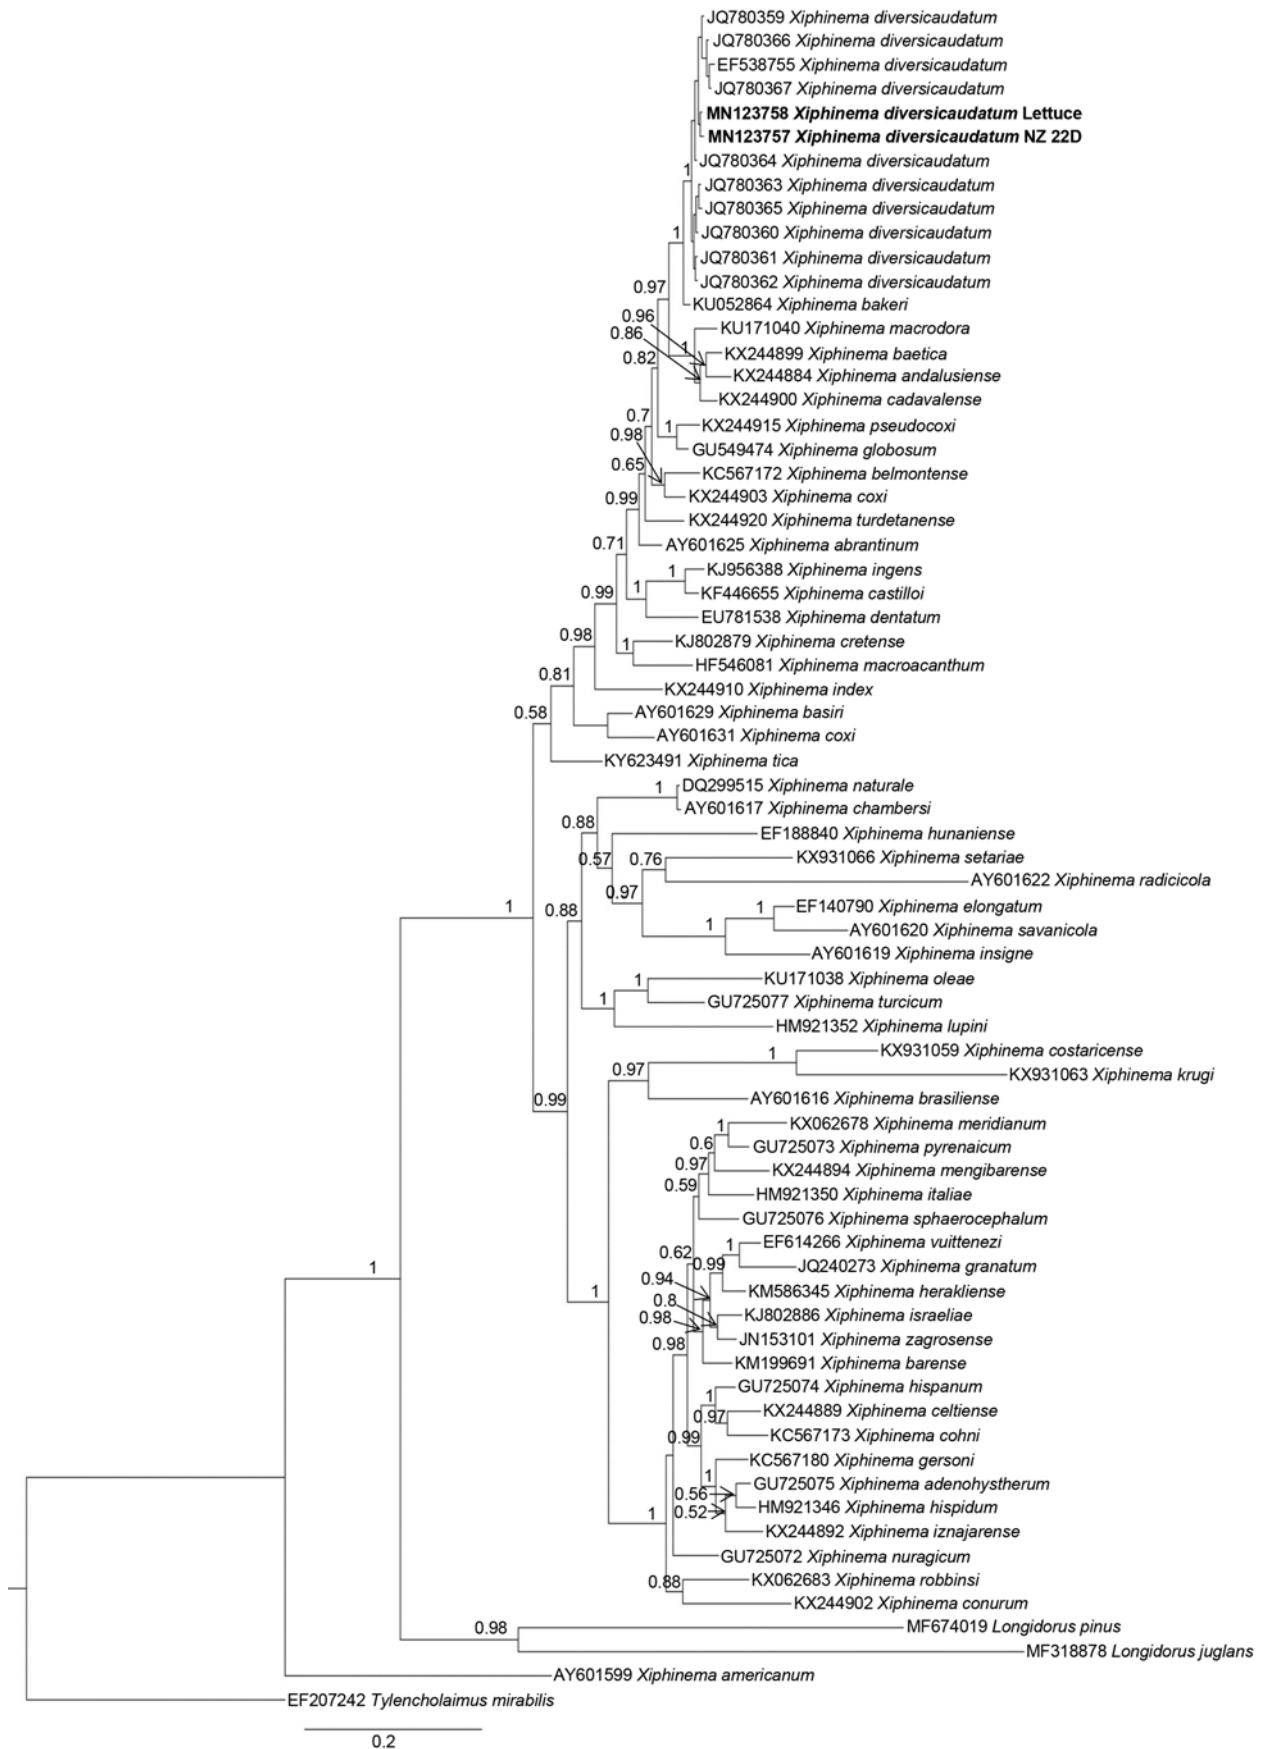 JQ780359 Xiphinema diversicaudatum
JQ780366 Xiphinema diversicaudatum
EF538755 Xiphinema diversicaudatum
JQ780367 Xiphinema diversicaudatum
MN123758 Xiphinema diversicaudatum Lettuce
MN123757 Xiphinema diversicaudatum NZ 22D
JQ780364 Xiphinema diversicaudatum
1
JQ780363 Xiphinema diversicaudatum
JQ780365 Xiphinema diversicaudatum
1
JQ780360 Xiphinema diversicaudatum
JQ780361 Xiphinema diversicaudatum
JQ780362 Xiphinema diversicaudatum
0.97
KU052864 Xiphinema bakeri
0.96
KU171040 Xiphinema macrodora
0.86
1
KX244899 Xiphinema baetica
0.82
KX244884 Xiphinema andalusiense
KX244900 Xiphinema cadavalense
0.7
1
KX244915 Xiphinema pseudocoxi
0.98
GU549474 Xiphinema globosum
0.65
KC567172 Xiphinema belmontense
0.99
KX244903 Xiphinema coxi
KX244920 Xiphinema turdetanense
0.71
AY601625 Xiphinema abrantinum
1
KJ956388 Xiphinema ingens
0.99
1
KF446655 Xiphinema castilloi
EU781538 Xiphinema dentatum
0.98
1
KJ802879 Xiphinema cretense
HF546081 Xiphinema macroacanthum
0.81
KX244910 Xiphinema index
0.58
AY601629 Xiphinema basiri
AY601631 Xiphinema coxi
KY623491 Xiphinema tica
1
DQ299515 Xiphinema naturale
AY601617 Xiphinema chambersi
0.88
EF188840 Xiphinema hunaniense
0.57
0.76
KX931066 Xiphinema setariae
AY601622 Xiphinema radicicola
0.97
1
0.88
1
EF140790 Xiphinema elongatum
1
AY601620 Xiphinema savanicola
AY601619 Xiphinema insigne
1
KU171038 Xiphinema oleae
1
GU725077 Xiphinema turcicum
HM921352 Xiphinema lupini
1
KX931059 Xiphinema costaricense
0.97
KX931063 Xiphinema krugi
0.99
AY601616 Xiphinema brasiliense
1
KX062678 Xiphinema meridianum
0.6
GU725073 Xiphinema pyrenaicum
0.97
KX244894 Xiphinema mengibarense
0.59
HM921350 Xiphinema italiae
GU725076 Xiphinema sphaerocephalum
0.62
1
EF614266 Xiphinema vuittenezi
0.99
JQ240273 Xiphinema granatum
1
0.94
KM586345 Xiphinema herakliense
0.8
KJ802886 Xiphinema israeliae
0.98
JN153101 Xiphinema zagrosense
0.98
KM199691 Xiphinema barense
1
GU725074 Xiphinema hispanum
0.97
KX244889 Xiphinema celtiense
0.99
KC567173 Xiphinema cohni
KC567180 Xiphinema gersoni
1
GU725075 Xiphinema adenohystherum
0.56
HM921346 Xiphinema hispidum
1
0.52
KX244892 Xiphinema iznajarense
GU725072 Xiphinema nuragicum
0.88
KX062683 Xiphinema robbinsi
KX244902 Xiphinema conurum
1
0.98
MF674019 Longidorus pinus
MF318878 Longidorus juglans
AY601599 Xiphinema americanum
EF207242 Tylencholaimus mirabilis
0.2